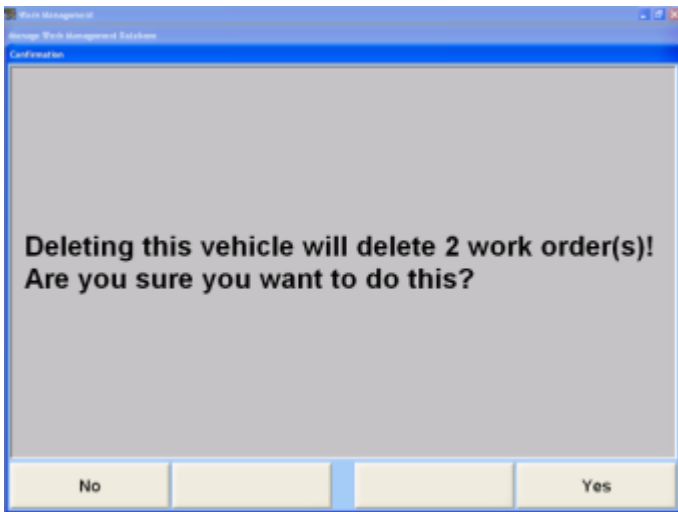 Work Management
Manage Work Management Database
Confirmation
Deleting this vehicle will delete 2 work order(s)!
Are you sure you want to do this?
No
Yes